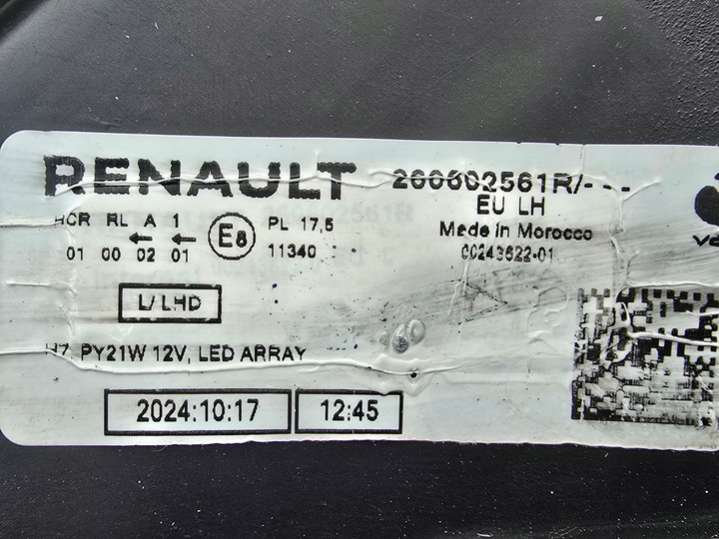 RENAULT 260602561R/---
EU LH
HCR RL A 1 PL 17,5 Made in Morocco
01 00 02 01 E8 11340 00243622-01
L/LHD
H7, PY21W 12V, LED ARRAY
2024:10:17 12:45